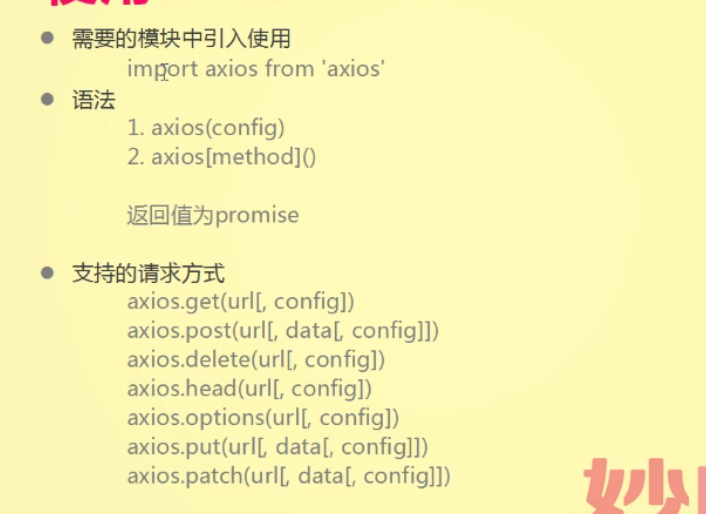 使用
● 需要的模块中引入使用
import axios from 'axios'
● 语法
1. axios(config)
2. axios[method]()
返回值为promise
● 支持的请求方式
axios.get(url[, config])
axios.post(url[, data[, config]])
axios.delete(url[, config])
axios.head(url[, config])
axios.options(url[, config])
axios.put(url[, data[, config]])
axios.patch(url[, data[, config]])
妙